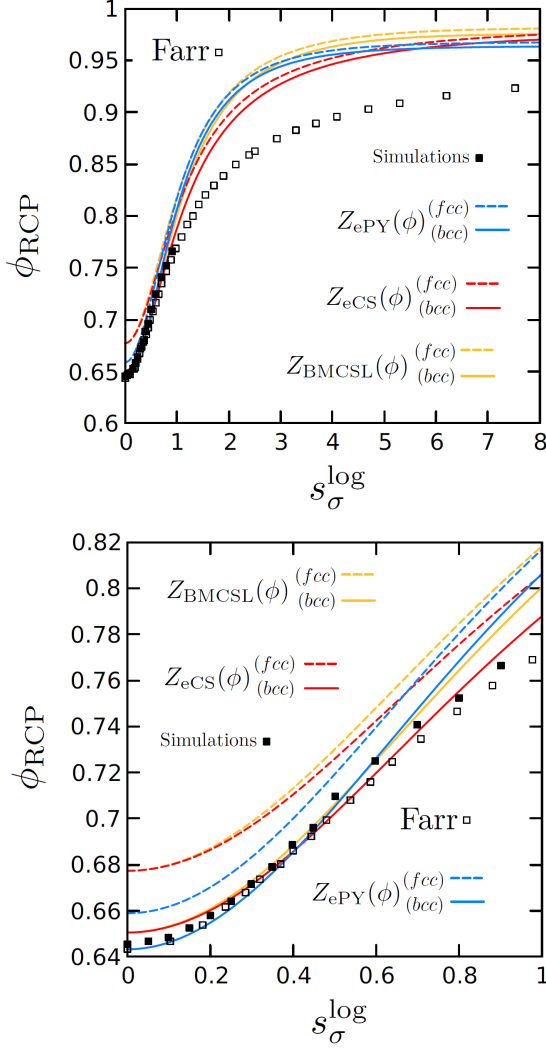 1
0.95
0.9
0.85
0.8
0.75
0.7
0.65
0.6
ϕ_RCP
Farr
Simulations
Z_ePY(ϕ) (fcc)
(bcc)
Z_eCS(ϕ) (fcc)
(bcc)
Z_BMCSL(ϕ) (fcc)
(bcc)
0 1 2 3 4 5 6 7 8
s_σ^log
0.82
0.8
0.78
0.76
0.74
0.72
0.7
0.68
0.66
0.64
ϕ_RCP
Z_BMCSL(ϕ) (fcc)
(bcc)
Z_eCS(ϕ) (fcc)
(bcc)
Simulations
Farr
Z_ePY(ϕ) (fcc)
(bcc)
0 0.2 0.4 0.6 0.8 1
s_σ^log